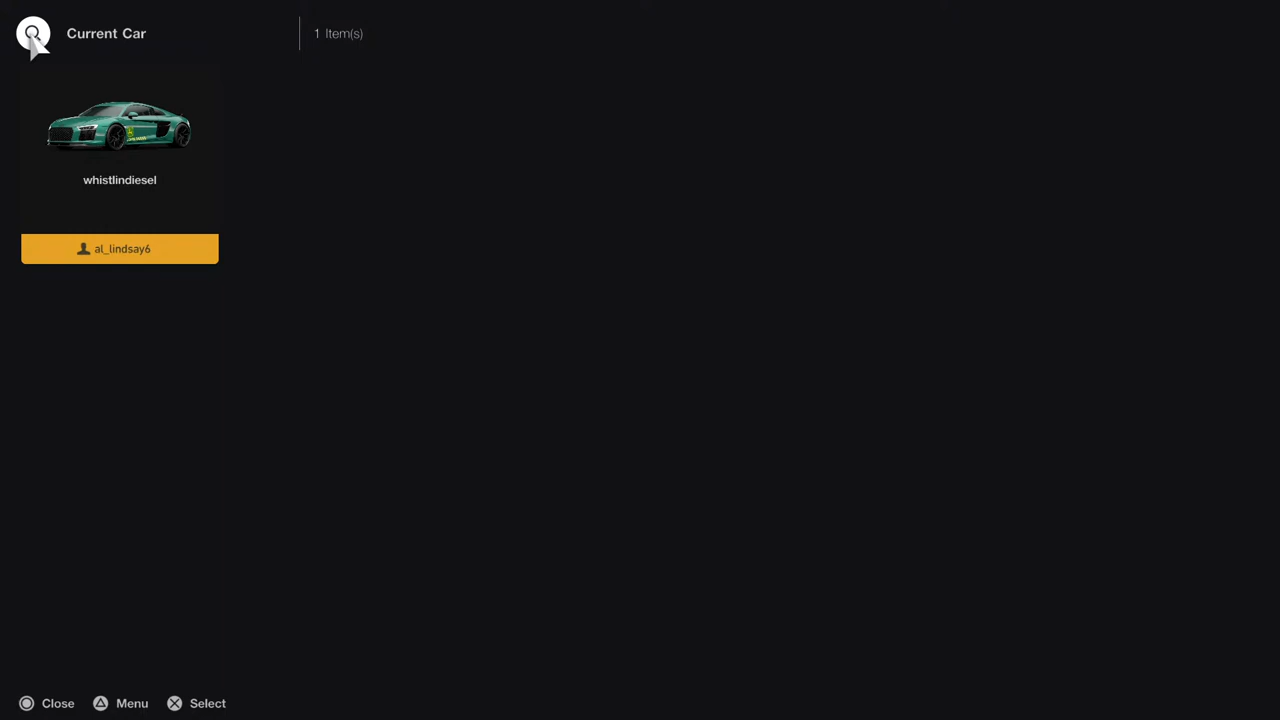 Current Car
1 Item(s)
whistlindiesel
al_lindsay6
Close Menu Select